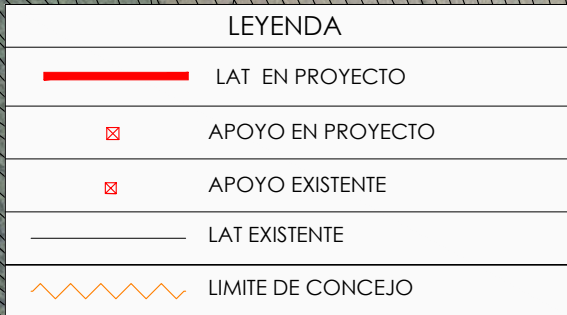 LEYENDA
LAT EN PROYECTO
APOYO EN PROYECTO
APOYO EXISTENTE
LAT EXISTENTE
LIMITE DE CONCEJO